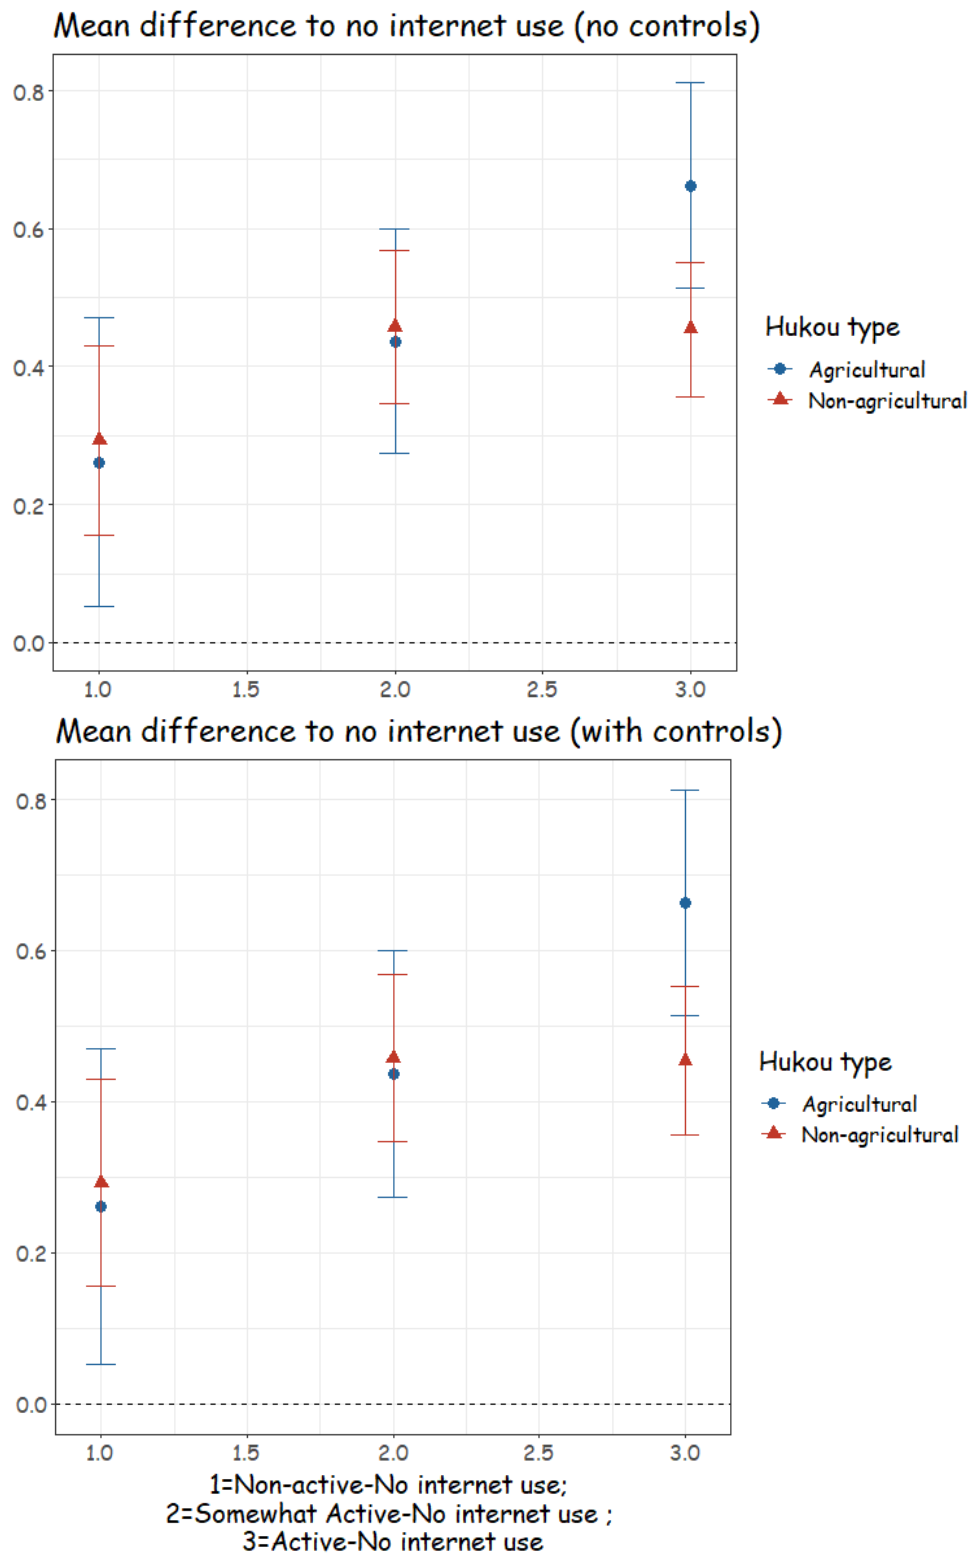 Mean difference to no internet use (no controls)
0.8
0.6
0.4
0.2
0.0
1.0 1.5 2.0 2.5 3.0
Hukou type
Agricultural
Non-agricultural
Mean difference to no internet use (with controls)
0.8
0.6
0.4
0.2
0.0
1.0 1.5 2.0 2.5 3.0
Hukou type
Agricultural
Non-agricultural
1=Non-active-No internet use;
2=Somewhat Active-No internet use ;
3=Active-No internet use